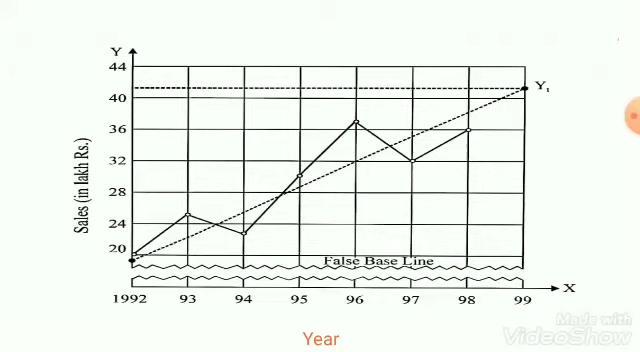 Y
44
40
36
32
28
24
20
Sales (in lakh Rs.)
Y₁
False Base Line
1992 93 94 95 96 97 98 99 X
Year
Made with
VideoShow